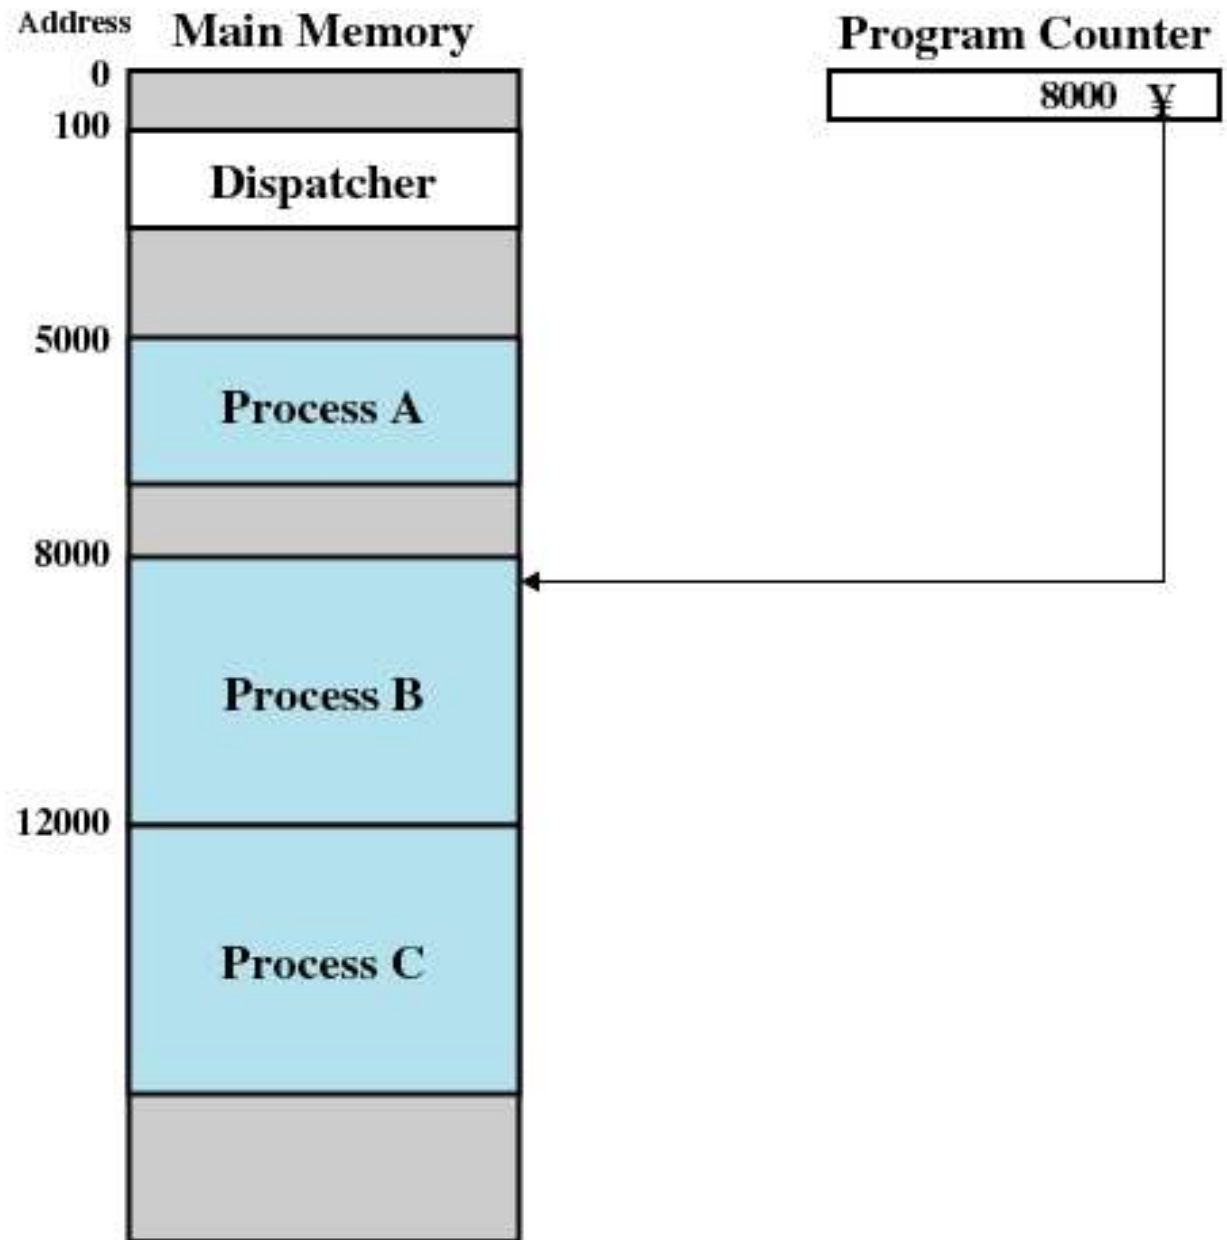 Address
Main Memory
Program Counter
0
8000 ¥
100
Dispatcher
5000
Process A
8000
Process B
12000
Process C